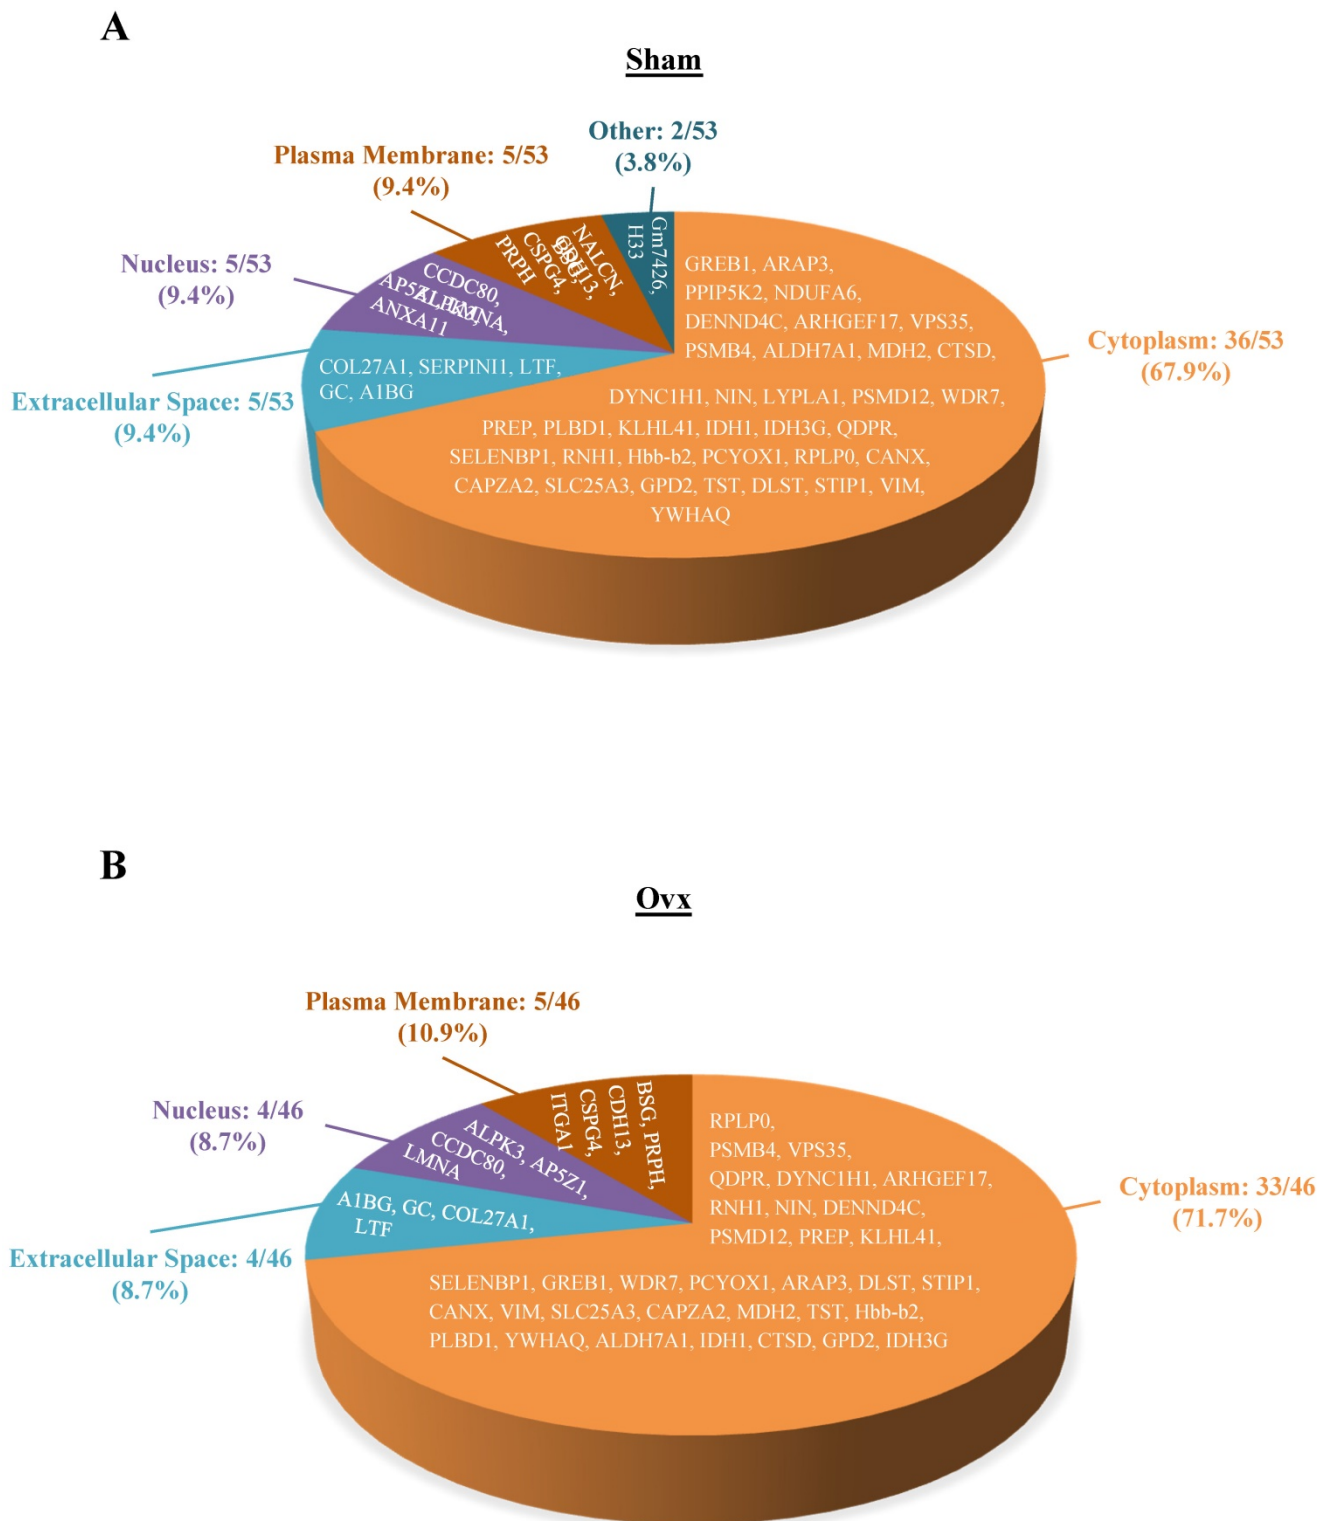 A
Sham
Other: 2/53
(3.8%)
Plasma Membrane: 5/53
(9.4%)
Nucleus: 5/53
(9.4%)
Extracellular Space: 5/53
(9.4%)
Cytoplasm: 36/53
(67.9%)
Gm7426,
H33
NALCN,
CDH13,
BSG,
CSPG4,
PRPH
CCDC80,
AP5Z1, LMNA,
ANXA11
COL27A1, SERPINI1, LTF,
GC, A1BG
GREB1, ARAP3,
PPIP5K2, NDUFA6,
DENND4C, ARHGEF17, VPS35,
PSMB4, ALDH7A1, MDH2, CTSD,
DYNC1H1, NIN, LYPLA1, PSMD12, WDR7,
PREP, PLBD1, KLHL41, IDH1, IDH3G, QDPR,
SELENBP1, RNH1, Hbb-b2, PCYOX1, RPLP0, CANX,
CAPZA2, SLC25A3, GPD2, TST, DLST, STIP1, VIM,
YWHAQ
B
Ovx
Plasma Membrane: 5/46
(10.9%)
Nucleus: 4/46
(8.7%)
Extracellular Space: 4/46
(8.7%)
Cytoplasm: 33/46
(71.7%)
BSG, PRPH,
CDH13,
CSPG4,
ITGA1
ALPK3, AP5Z1,
CCDC80,
LMNA
A1BG, GC, COL27A1,
LTF
RPLP0,
PSMB4, VPS35,
QDPR, DYNC1H1, ARHGEF17,
RNH1, NIN, DENND4C,
PSMD12, PREP, KLHL41,
SELENBP1, GREB1, WDR7, PCYOX1, ARAP3, DLST, STIP1,
CANX, VIM, SLC25A3, CAPZA2, MDH2, TST, Hbb-b2,
PLBD1, YWHAQ, ALDH7A1, IDH1, CTSD, GPD2, IDH3G